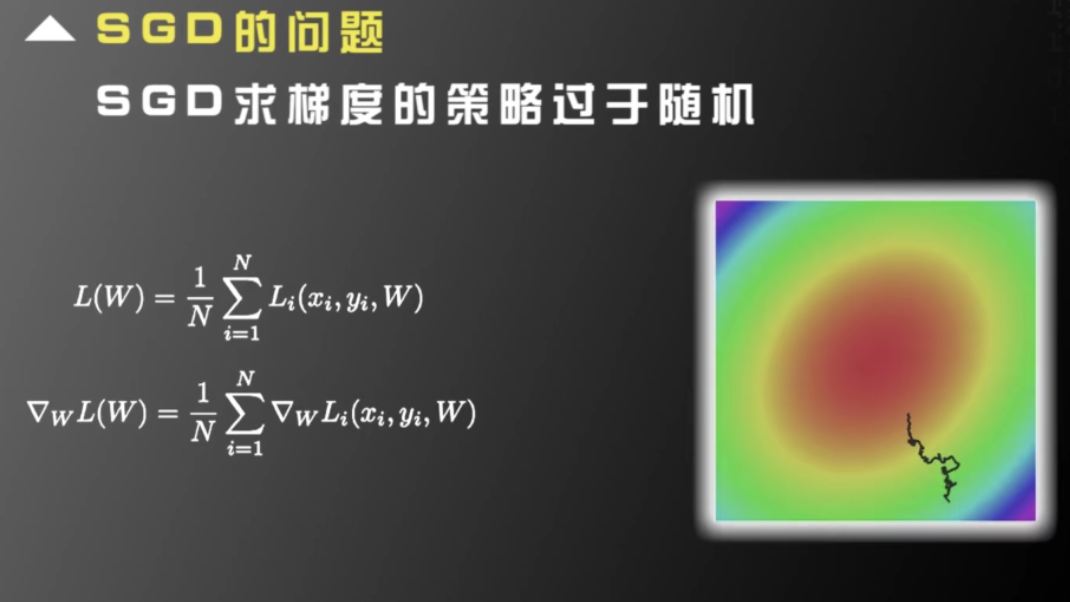 SGD的问题
SGD求梯度的策略过于随机
L(W) = \frac{1}{N} \sum_{i=1}^{N} L_i(x_i, y_i, W)
\nabla_W L(W) = \frac{1}{N} \sum_{i=1}^{N} \nabla_W L_i(x_i, y_i, W)